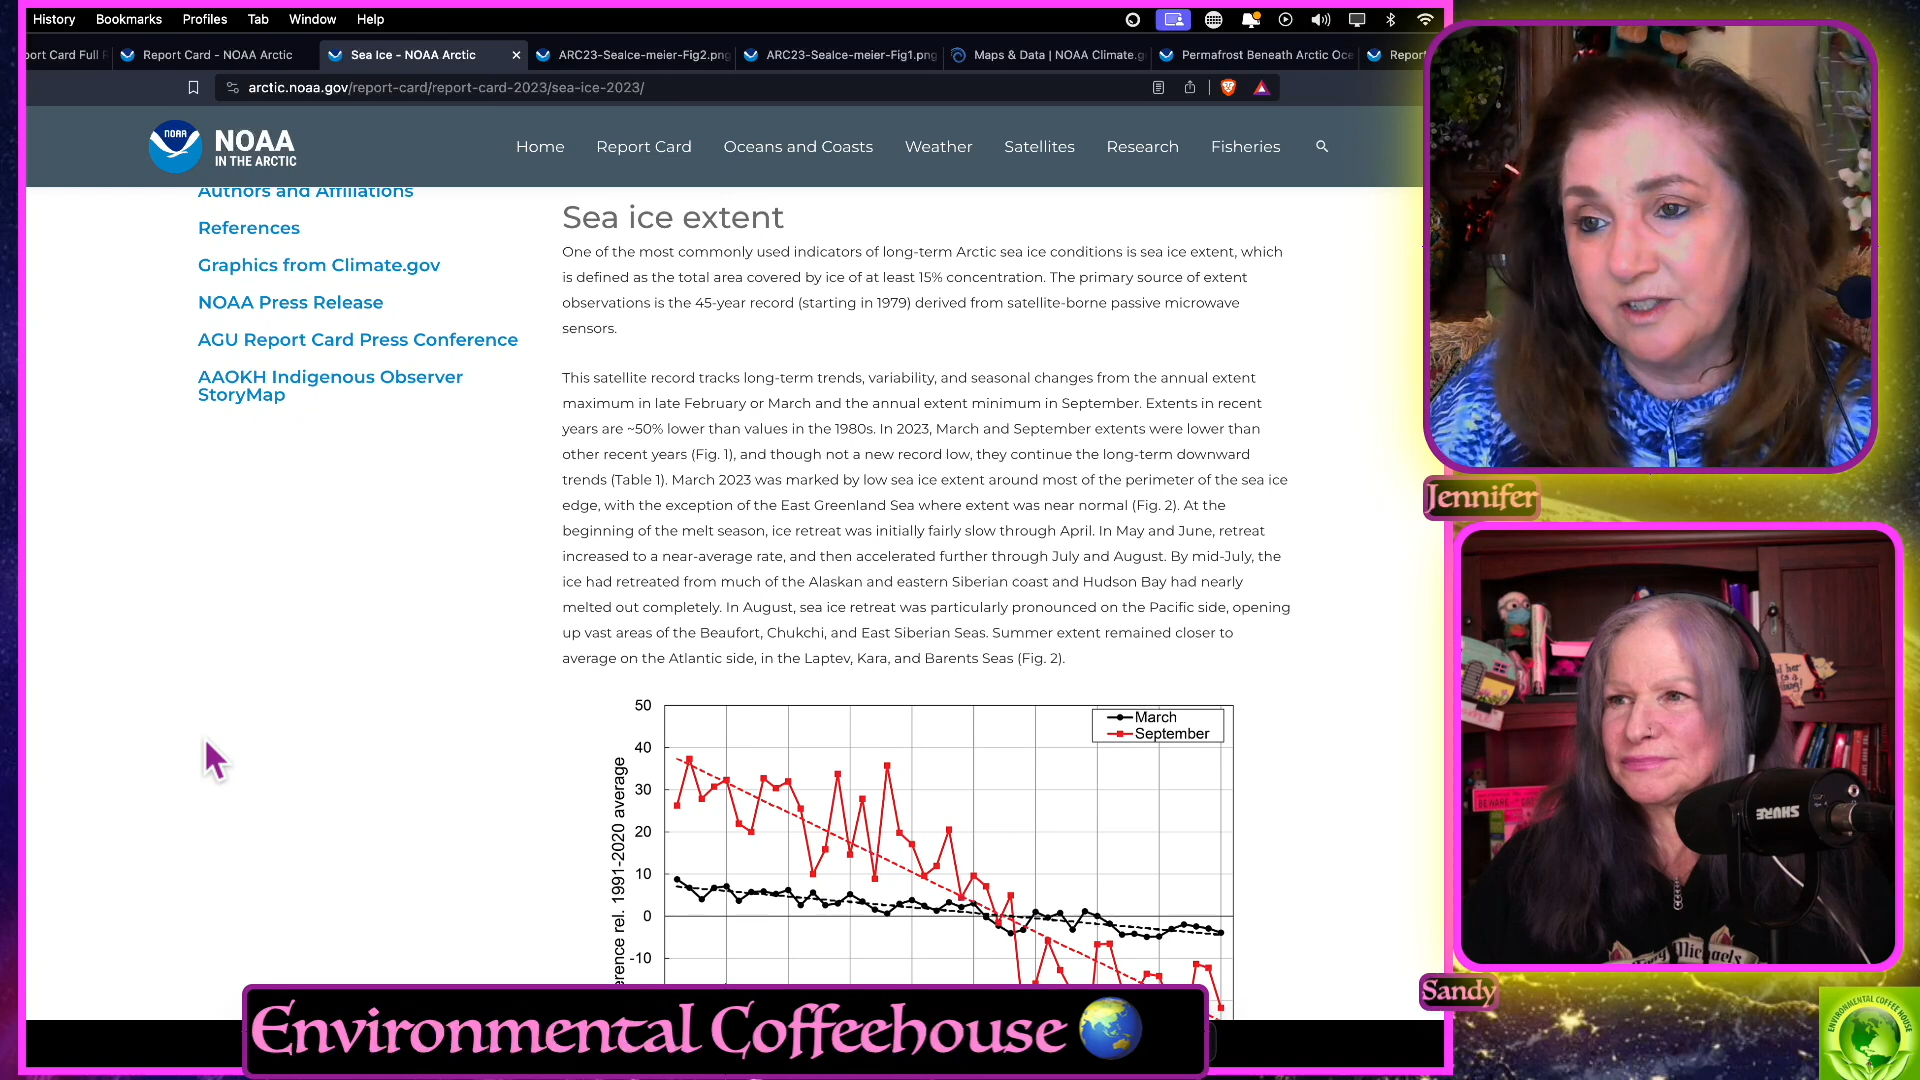 History Bookmarks Profiles Tab Window Help
ort Card Full R
Report Card - NOAA Arctic
Sea Ice - NOAA Arctic
ARC23-SeaIce-meier-Fig2.png
ARC23-SeaIce-meier-Fig1.png
Maps & Data | NOAA Climate.g
Permafrost Beneath Arctic Oce
Report
arctic.noaa.gov/report-card/report-card-2023/sea-ice-2023/
NOAA
NOAA
IN THE ARCTIC
Home Report Card Oceans and Coasts Weather Satellites Research Fisheries
Authors and Affiliations
References
Graphics from Climate.gov
NOAA Press Release
AGU Report Card Press Conference
AAOKH Indigenous Observer
StoryMap
Sea ice extent
One of the most commonly used indicators of long-term Arctic sea ice conditions is sea ice extent, which
is defined as the total area covered by ice of at least 15% concentration. The primary source of extent
observations is the 45-year record (starting in 1979) derived from satellite-borne passive microwave
sensors.
This satellite record tracks long-term trends, variability, and seasonal changes from the annual extent
maximum in late February or March and the annual extent minimum in September. Extents in recent
years are ~50% lower than values in the 1980s. In 2023, March and September extents were lower than
other recent years (Fig. 1), and though not a new record low, they continue the long-term downward
trends (Table 1). March 2023 was marked by low sea ice extent around most of the perimeter of the sea ice
edge, with the exception of the East Greenland Sea where extent was near normal (Fig. 2). At the
beginning of the melt season, ice retreat was initially fairly slow through April. In May and June, retreat
increased to a near-average rate, and then accelerated further through July and August. By mid-July, the
ice had retreated from much of the Alaskan and eastern Siberian coast and Hudson Bay had nearly
melted out completely. In August, sea ice retreat was particularly pronounced on the Pacific side, opening
up vast areas of the Beaufort, Chukchi, and East Siberian Seas. Summer extent remained closer to
average on the Atlantic side, in the Laptev, Kara, and Barents Seas (Fig. 2).
50
40
30
20
10
0
-10
erence rel. 1991-2020 average
March
September
Jennifer
SHURE
Michaels
Sandy
Environmental Coffeehouse
ENVIRONMENTAL COFFEE HOUSE